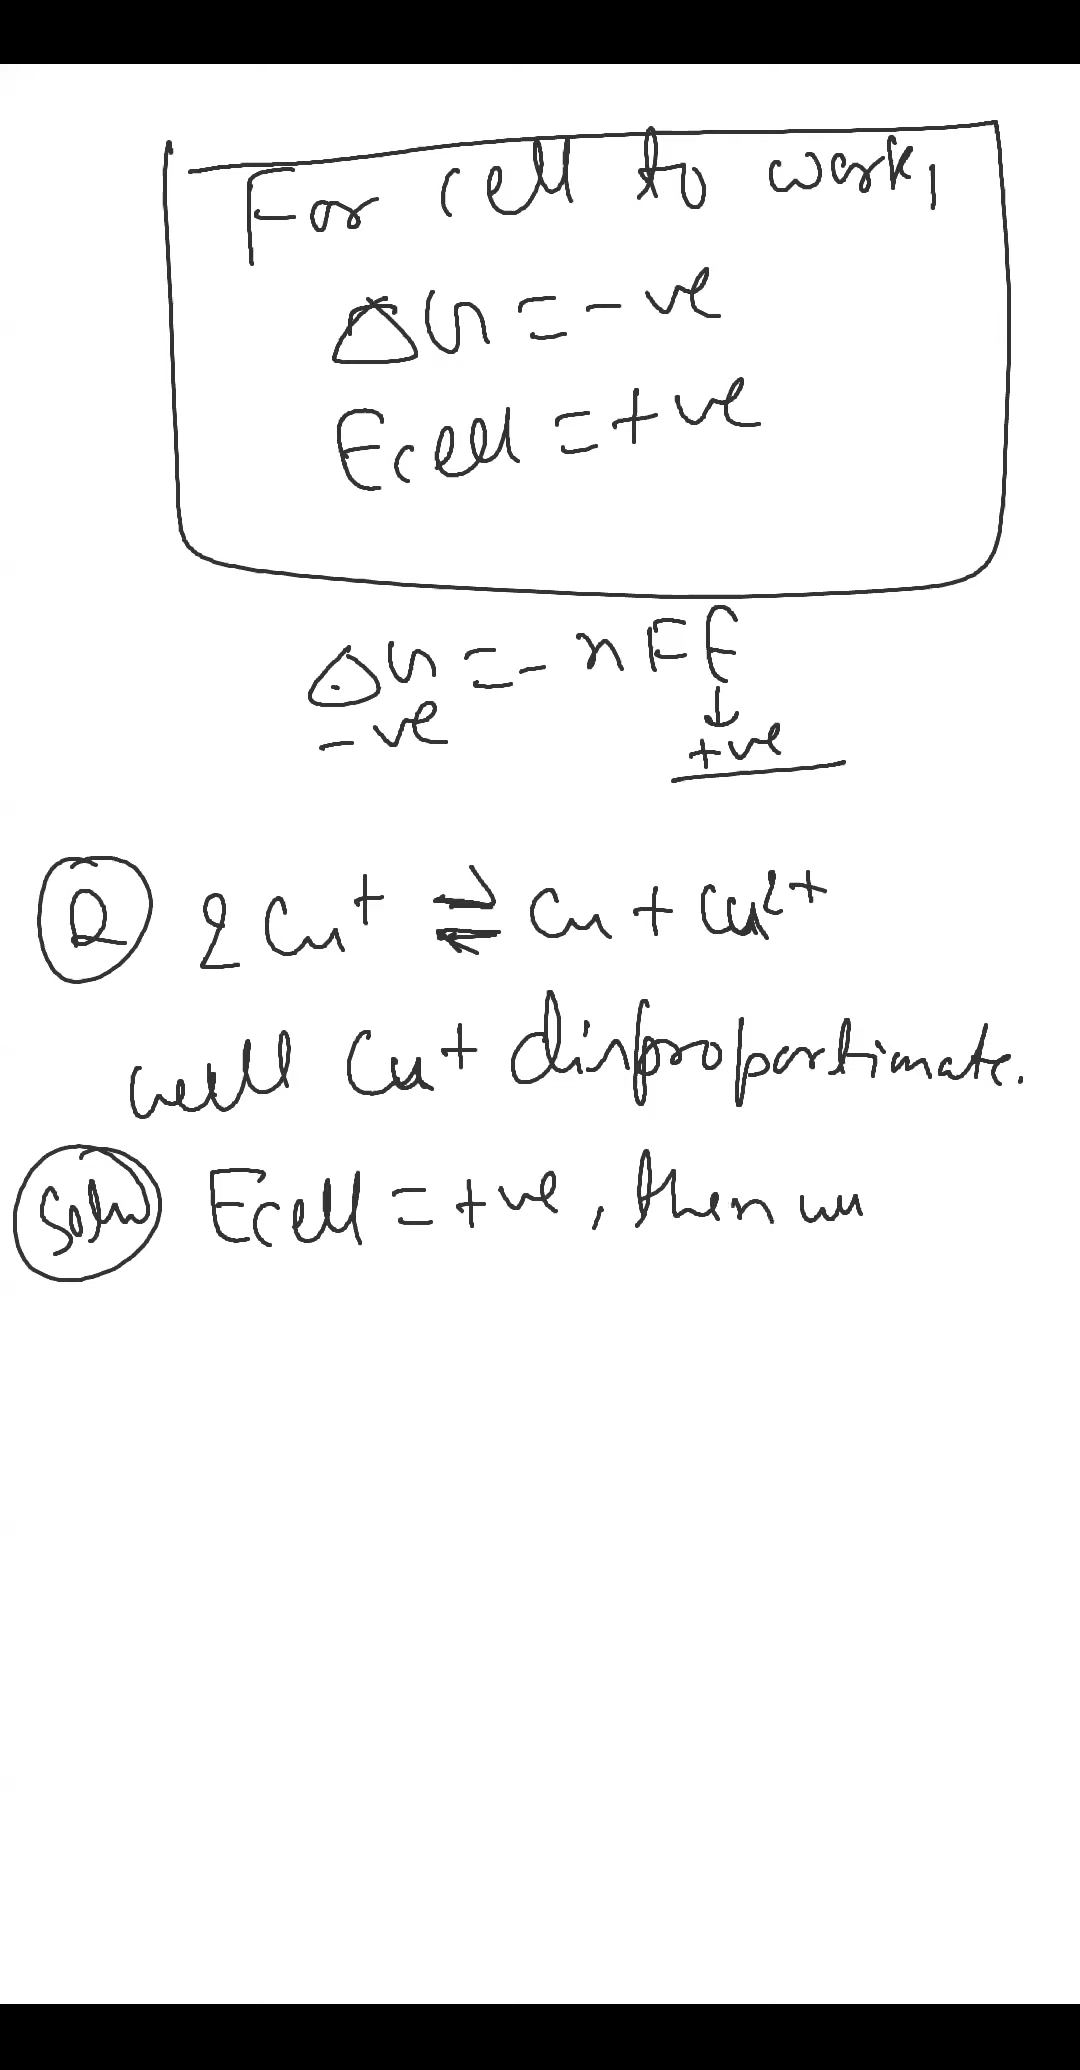 For cell to work,
ΔG = -ve
Ecell = +ve
ΔG = - nFE
-ve ↓
+ve
Q 2Cu⁺ ⇌ Cu + Cu²⁺
will Cu⁺ disproportionate.
Soln Ecell = +ve, then